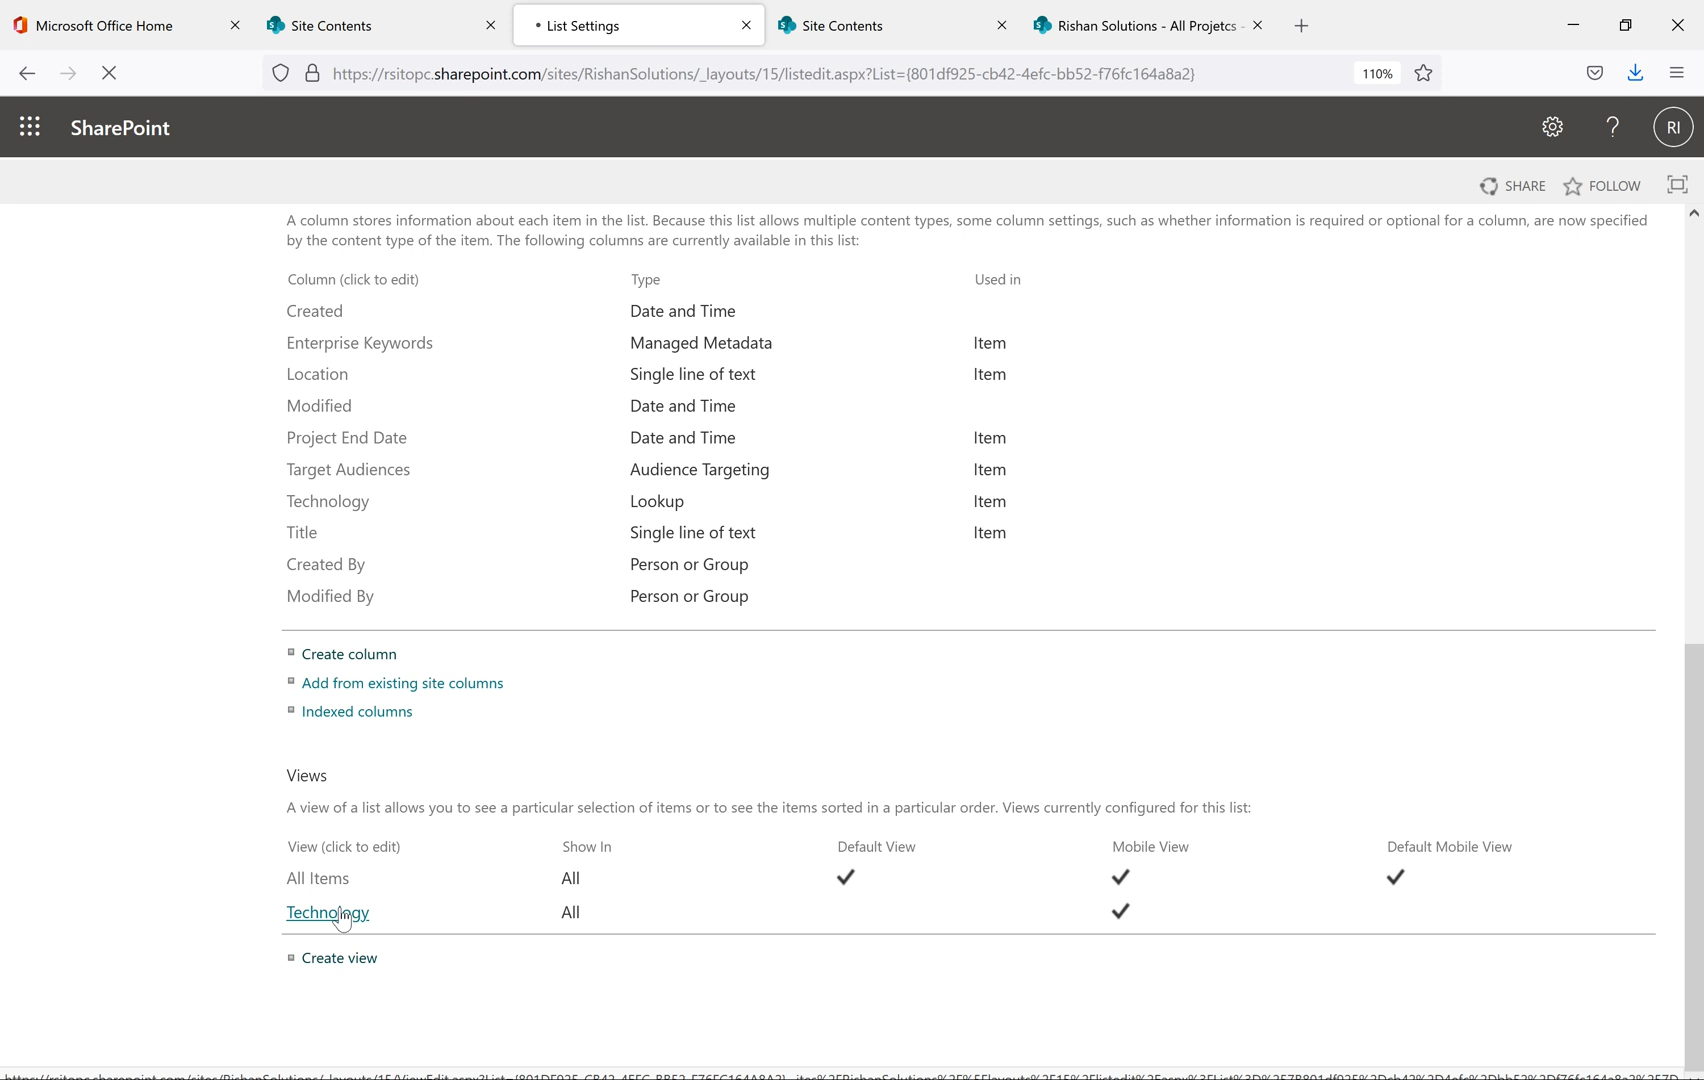 Microsoft Office Home
Site Contents
• List Settings
Site Contents
Rishan Solutions - All Projetcs -
https://rsitopc.sharepoint.com/sites/RishanSolutions/_layouts/15/listedit.aspx?List={801df925-cb42-4efc-bb52-f76fc164a8a2}
110%
SharePoint
?
RI
SHARE
FOLLOW
A column stores information about each item in the list. Because this list allows multiple content types, some column settings, such as whether information is required or optional for a column, are now specified
by the content type of the item. The following columns are currently available in this list:
Column (click to edit) Type Used in
Created Date and Time
Enterprise Keywords Managed Metadata Item
Location Single line of text Item
Modified Date and Time
Project End Date Date and Time Item
Target Audiences Audience Targeting Item
Technology Lookup Item
Title Single line of text Item
Created By Person or Group
Modified By Person or Group
Create column
Add from existing site columns
Indexed columns
Views
A view of a list allows you to see a particular selection of items or to see the items sorted in a particular order. Views currently configured for this list:
View (click to edit) Show In Default View Mobile View Default Mobile View
All Items All
Technology All
Create view